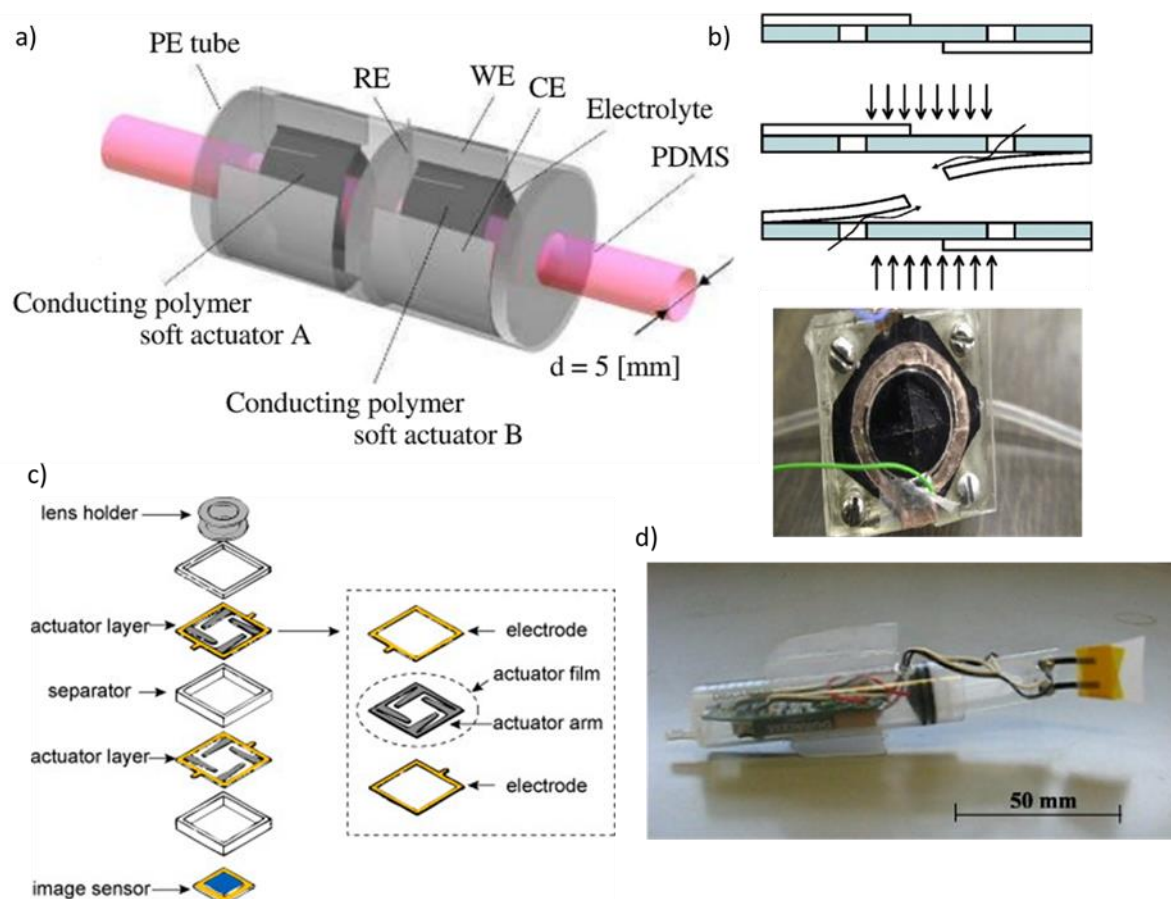 a)
PE tube
RE
WE
CE
Electrolyte
PDMS
Conducting polymer
soft actuator A
Conducting polymer
soft actuator B
d = 5 [mm]
b)
c)
lens holder
actuator layer
separator
actuator layer
image sensor
electrode
actuator film
actuator arm
electrode
d)
50 mm